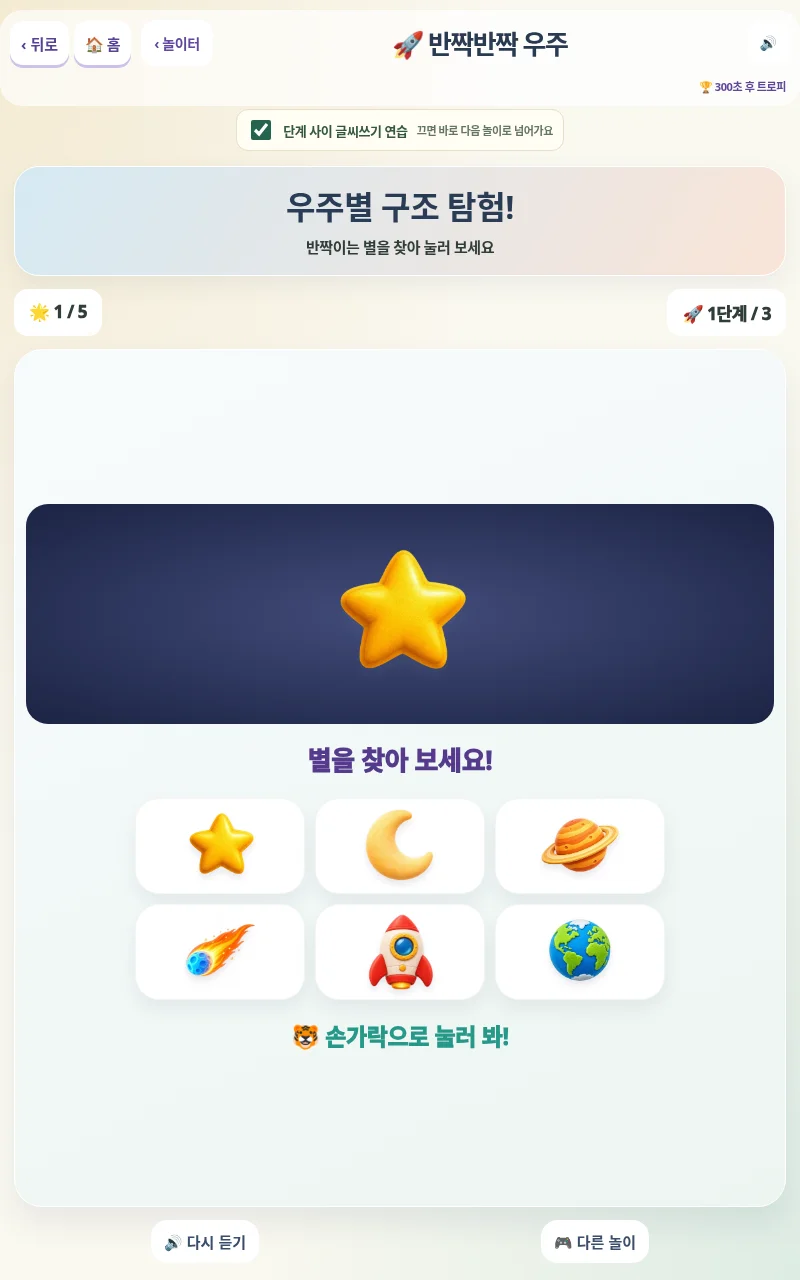 ‹ 뒤로
🏠 홈
‹ 놀이터
🚀 반짝반짝 우주
🔊
🏆 300초 후 트로피
단계 사이 글씨쓰기 연습 끄면 바로 다음 놀이로 넘어가요
우주별 구조 탐험!
반짝이는 별을 찾아 눌러 보세요
🌟 1 / 5
🚀 1단계 / 3
별을 찾아 보세요!
🐯 손가락으로 눌러 봐!
🔊 다시 듣기
🎮 다른 놀이